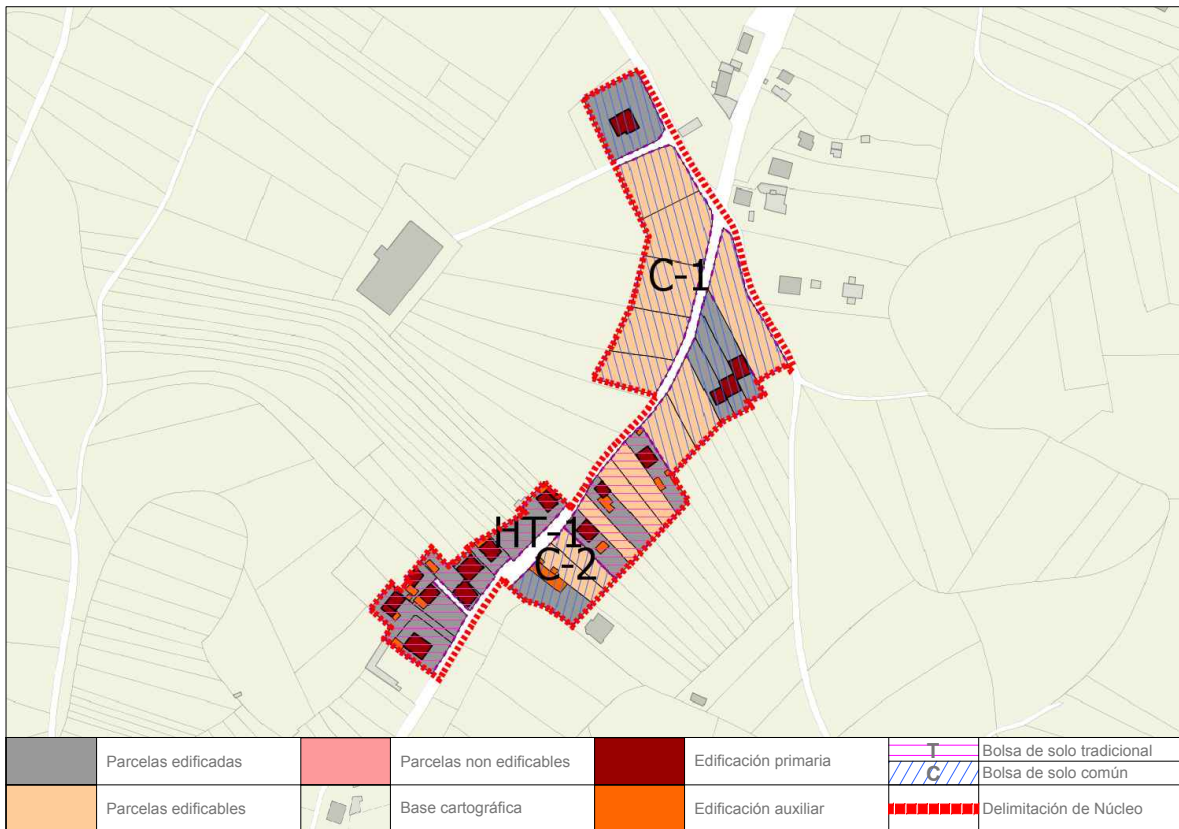 C-1
HT-1
C-2
Parcelas edificadas
Parcelas non edificables
Edificación primaria
T
Bolsa de solo tradicional
C
Bolsa de solo común
Parcelas edificables
Base cartográfica
Edificación auxiliar
Delimitación de Núcleo